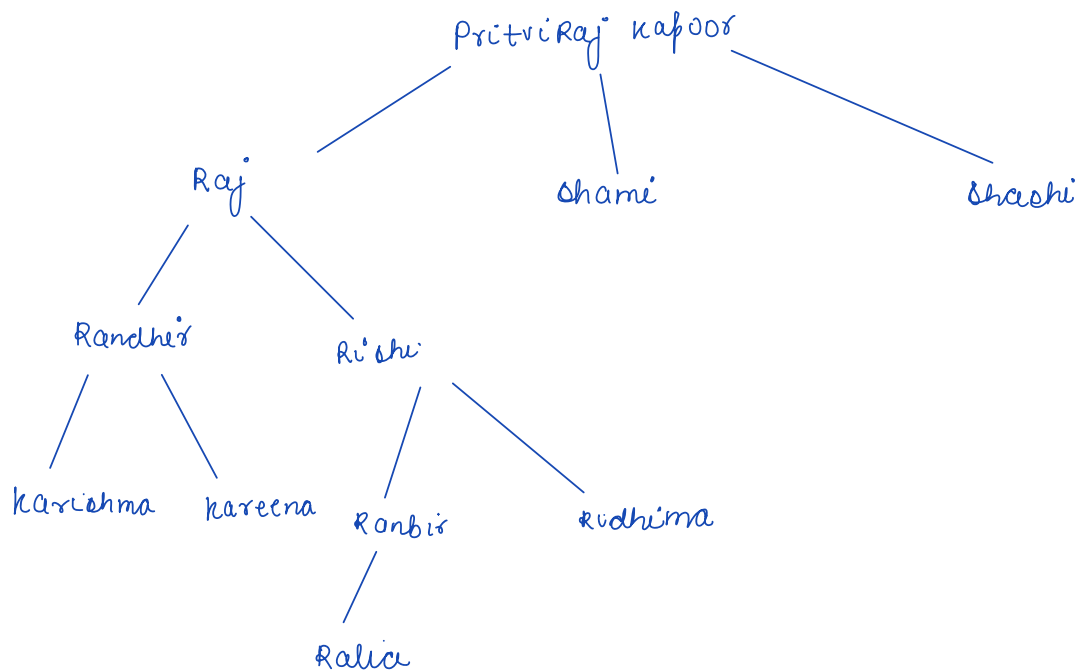 PritviRaj Kapoor
Raj
Shami
Shashi
Randhir
Rishi
Karishma
Kareena
Ranbir
Ridhima
Ralia